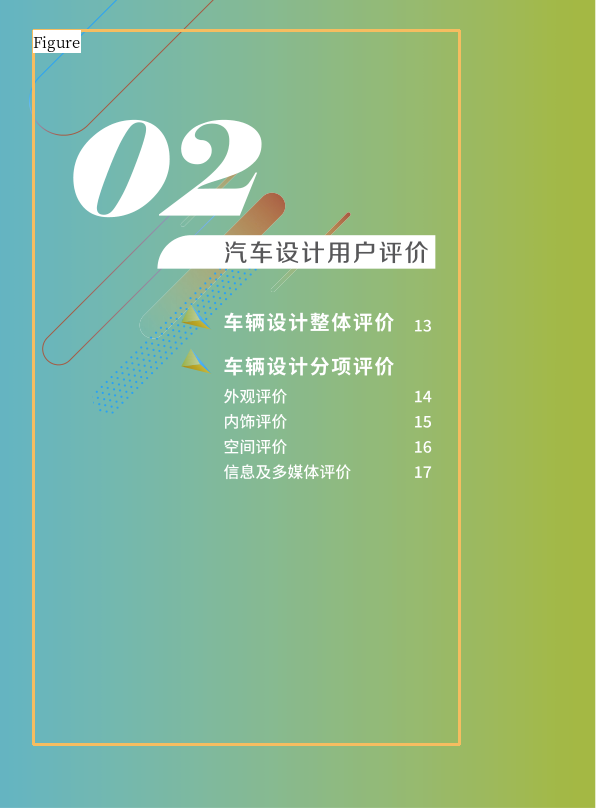 Figure
02
汽车设计用户评价
车辆设计整体评价 13
车辆设计分项评价
外观评价 14
内饰评价 15
空间评价 16
信息及多媒体评价 17